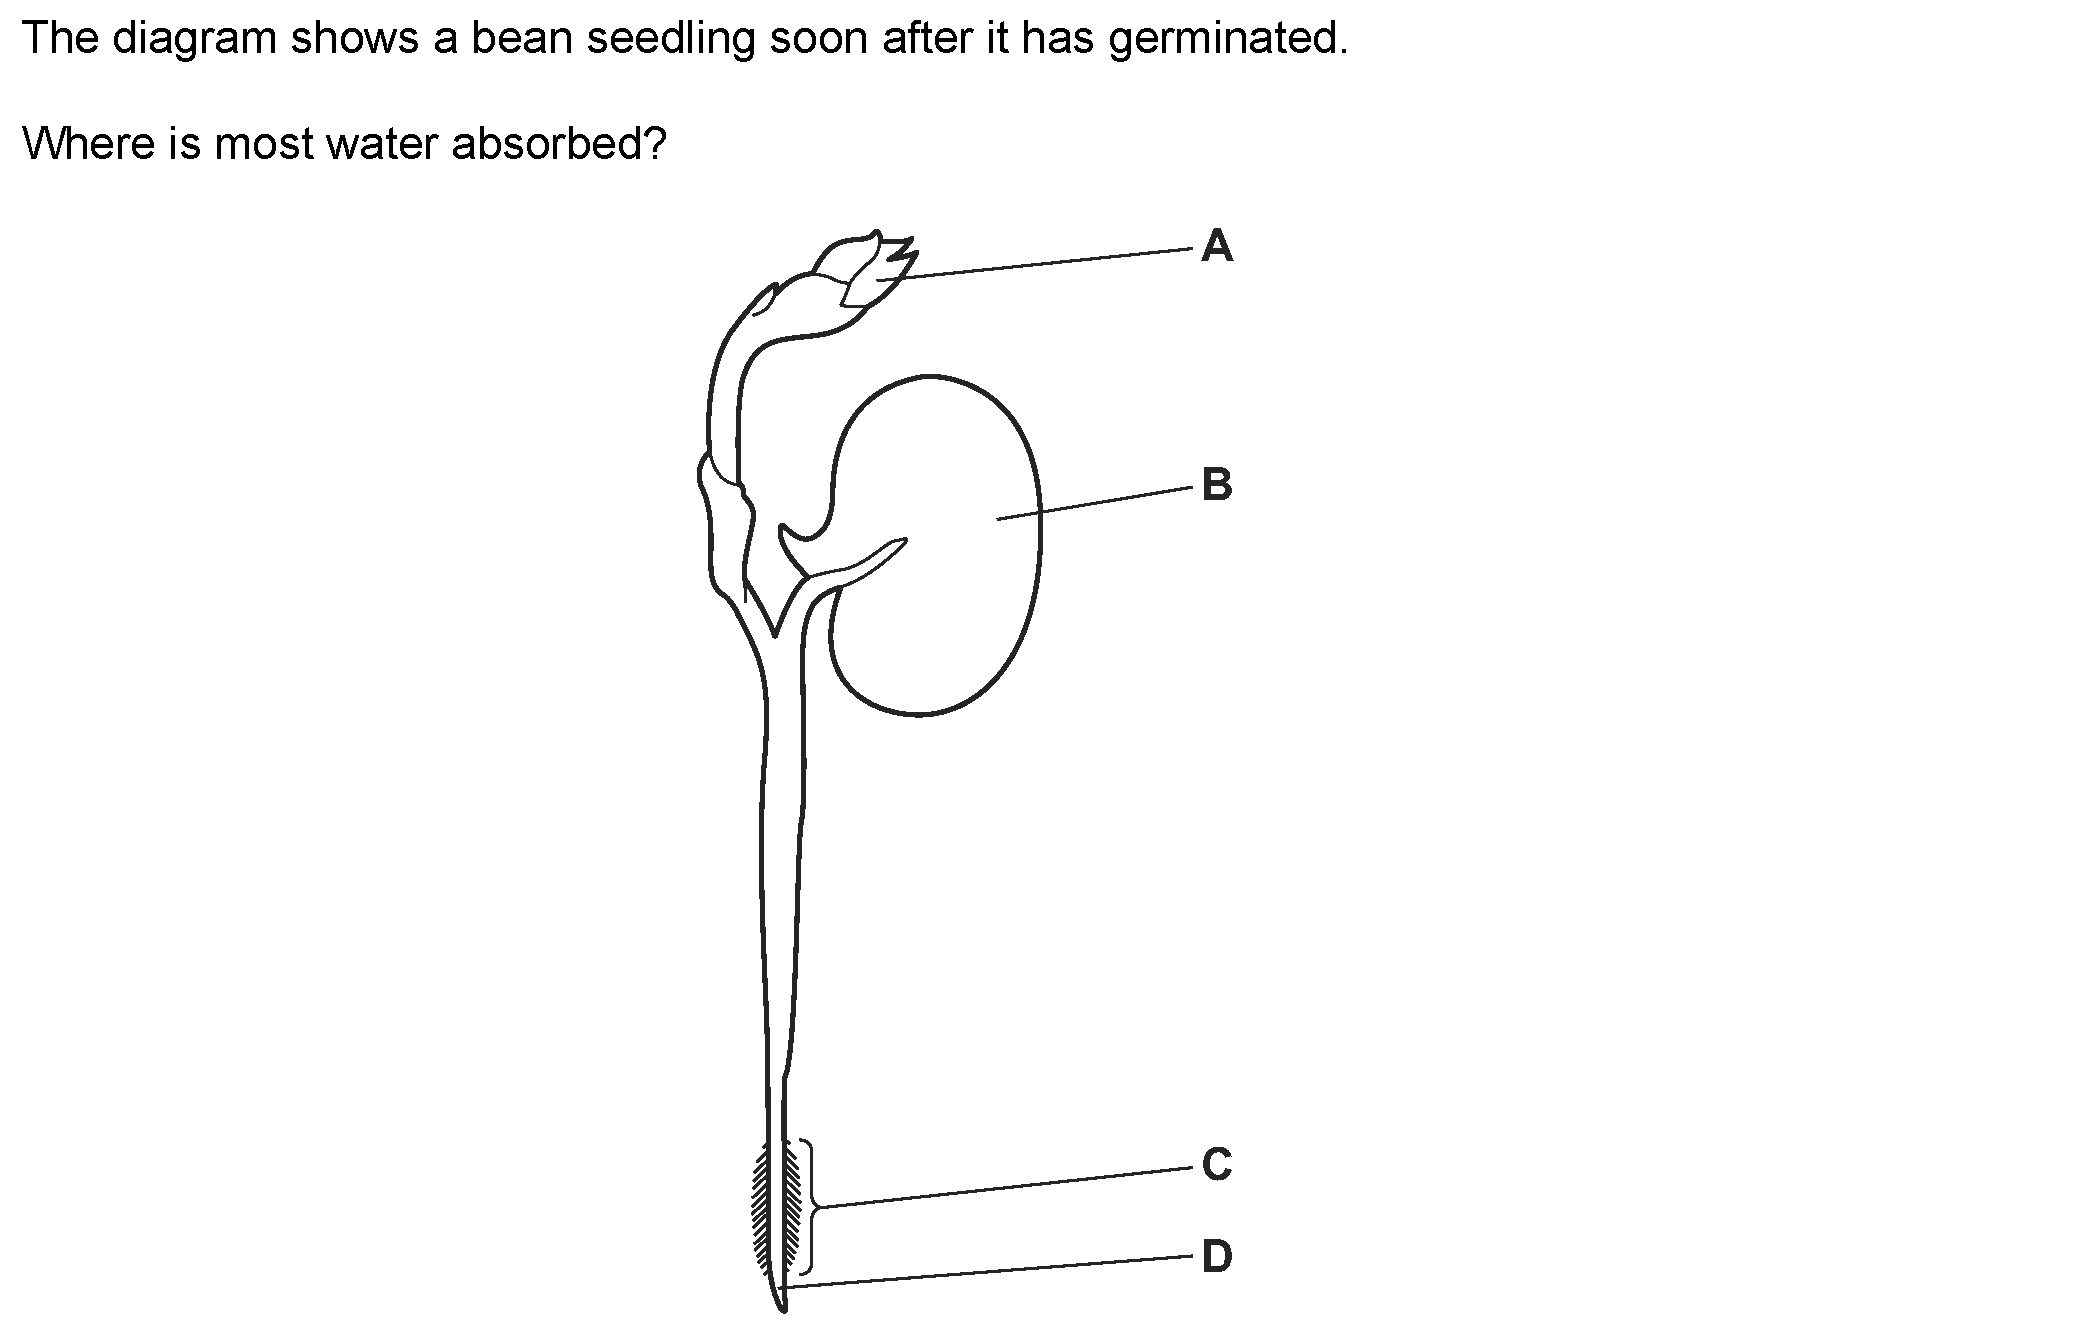 The diagram shows a bean seedling soon after it has germinated.
Where is most water absorbed?
A
B
C
D